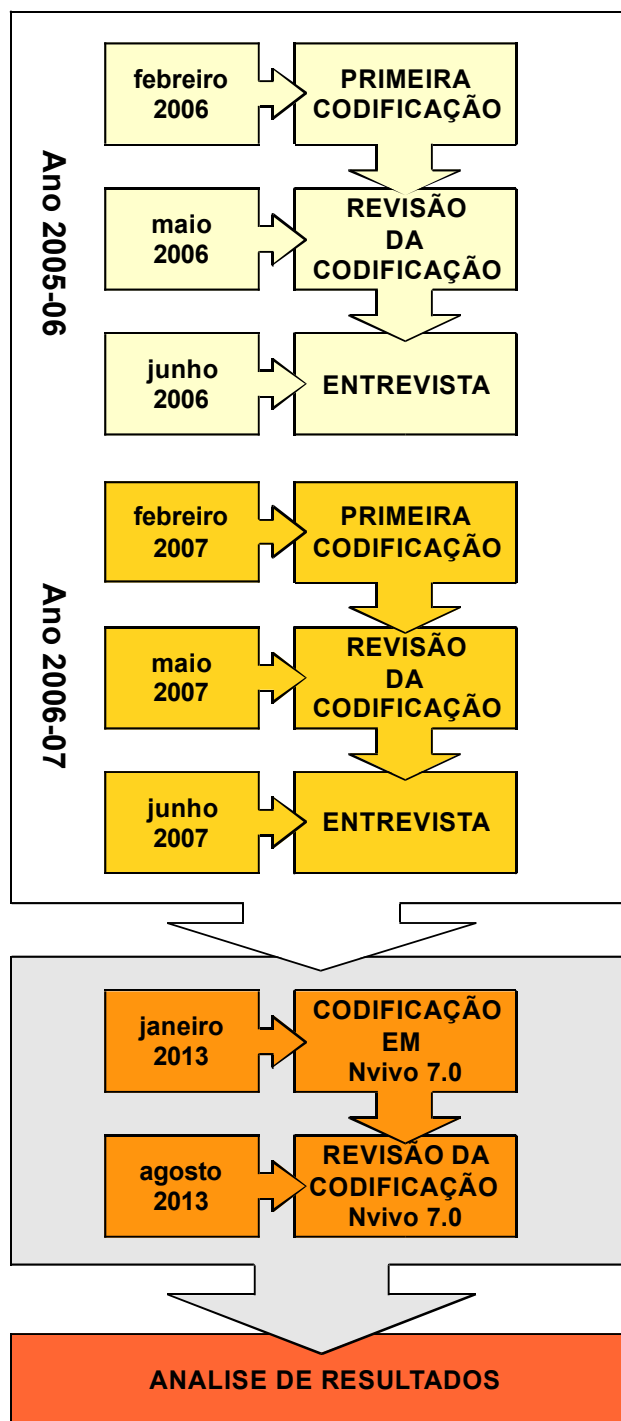 Ano 2005-06
febreiro
2006
PRIMEIRA
CODIFICAÇÃO
maio
2006
REVISÃO
DA
CODIFICAÇÃO
junho
2006
ENTREVISTA
Ano 2006-07
febreiro
2007
PRIMEIRA
CODIFICAÇÃO
maio
2007
REVISÃO
DA
CODIFICAÇÃO
junho
2007
ENTREVISTA
janeiro
2013
CODIFICAÇÃO
EM
Nvivo 7.0
agosto
2013
REVISÃO DA
CODIFICAÇÃO
Nvivo 7.0
ANALISE DE RESULTADOS